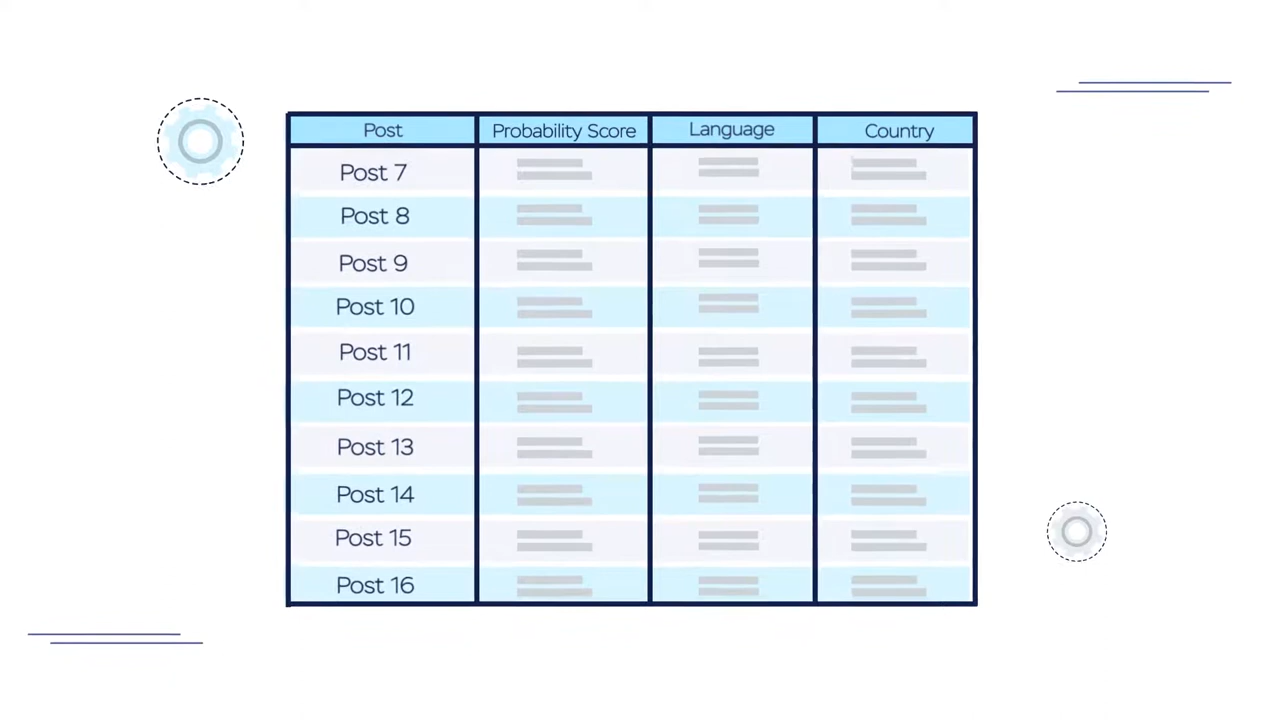 Post Probability Score Language Country
Post 7
Post 8
Post 9
Post 10
Post 11
Post 12
Post 13
Post 14
Post 15
Post 16